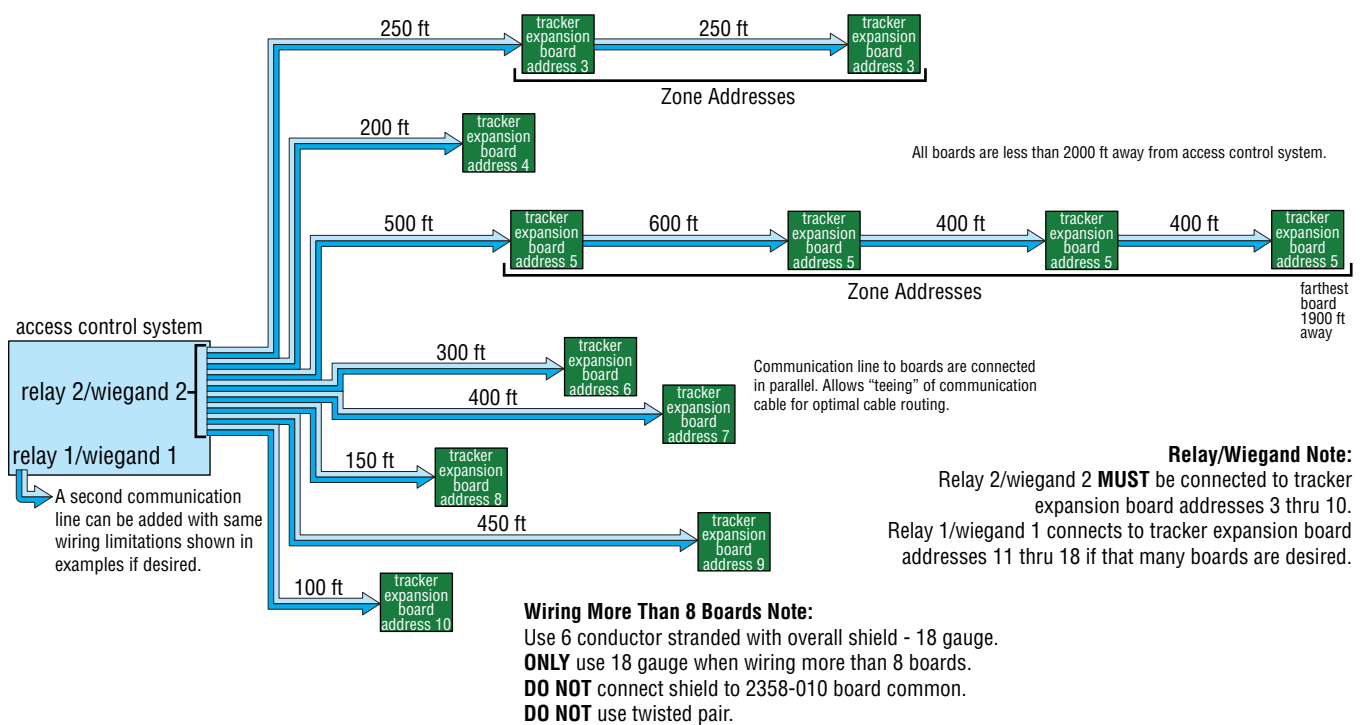 250 ft
tracker
expansion
board
address 3
250 ft
tracker
expansion
board
address 3
Zone Addresses
200 ft
tracker
expansion
board
address 4
All boards are less than 2000 ft away from access control system.
500 ft
tracker
expansion
board
address 5
600 ft
tracker
expansion
board
address 5
400 ft
tracker
expansion
board
address 5
400 ft
tracker
expansion
board
address 5
Zone Addresses
farthest
board
1900 ft
away
access control system
relay 2/wiegand 2
relay 1/wiegand 1
300 ft
tracker
expansion
board
address 6
400 ft
tracker
expansion
board
address 7
Communication line to boards are connected
in parallel. Allows “teeing” of communication
cable for optimal cable routing.
150 ft
tracker
expansion
board
address 8
A second communication
line can be added with same
wiring limitations shown in
examples if desired.
450 ft
tracker
expansion
board
address 9
100 ft
tracker
expansion
board
address 10
Relay/Wiegand Note:
Relay 2/wiegand 2 MUST be connected to tracker
expansion board addresses 3 thru 10.
Relay 1/wiegand 1 connects to tracker expansion board
addresses 11 thru 18 if that many boards are desired.
Wiring More Than 8 Boards Note:
Use 6 conductor stranded with overall shield - 18 gauge.
ONLY use 18 gauge when wiring more than 8 boards.
DO NOT connect shield to 2358-010 board common.
DO NOT use twisted pair.